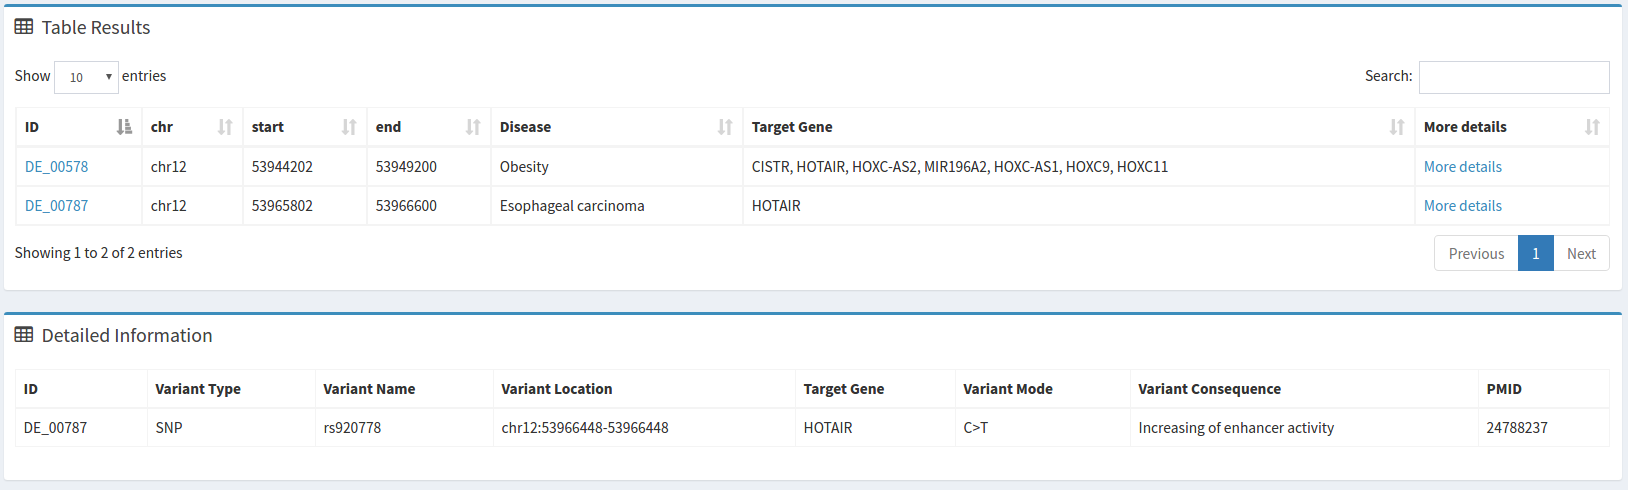 Table Results
Show 10 entries Search:
ID chr start end Disease Target Gene More details
DE_00578 chr12 53944202 53949200 Obesity CISTR, HOTAIR, HOXC-AS2, MIR196A2, HOXC-AS1, HOXC9, HOXC11 More details
DE_00787 chr12 53965802 53966600 Esophageal carcinoma HOTAIR More details
Showing 1 to 2 of 2 entries Previous 1 Next
Detailed Information
ID Variant Type Variant Name Variant Location Target Gene Variant Mode Variant Consequence PMID
DE_00787 SNP rs920778 chr12:53966448-53966448 HOTAIR C>T Increasing of enhancer activity 24788237